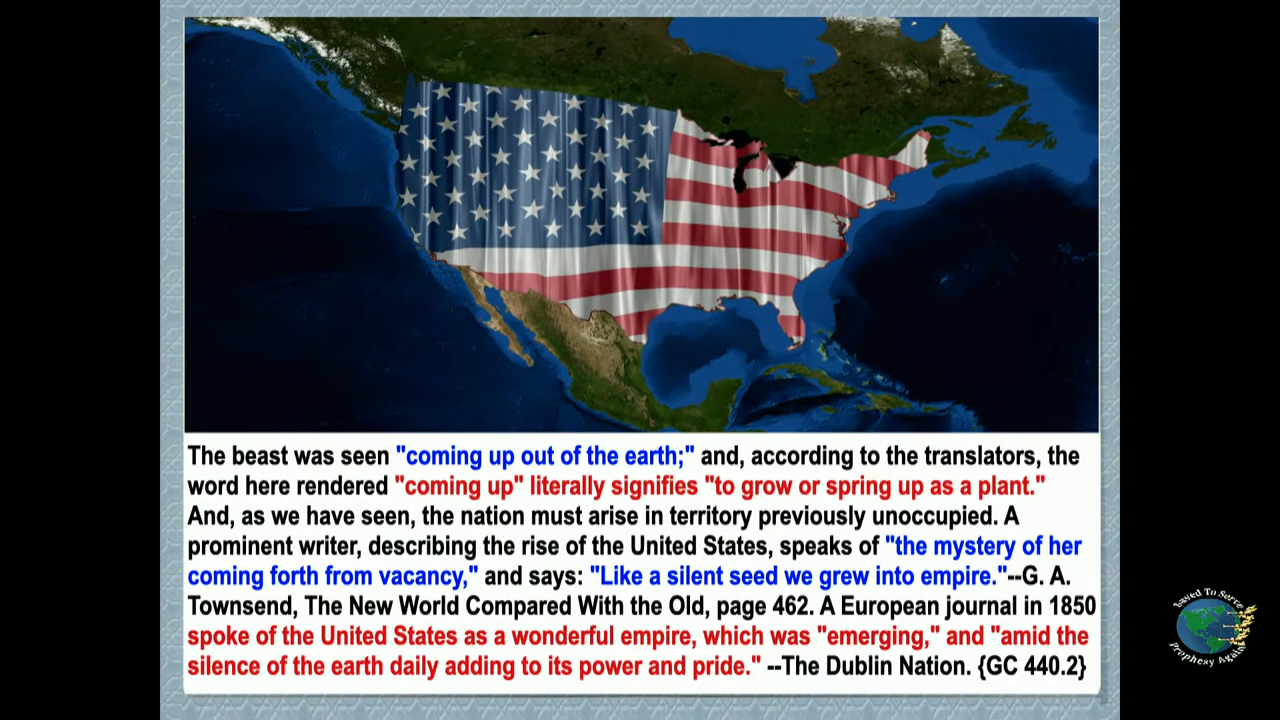 The beast was seen "coming up out of the earth;" and, according to the translators, the
word here rendered "coming up" literally signifies "to grow or spring up as a plant."
And, as we have seen, the nation must arise in territory previously unoccupied. A
prominent writer, describing the rise of the United States, speaks of "the mystery of her
coming forth from vacancy," and says: "Like a silent seed we grew into empire."--G. A.
Townsend, The New World Compared With the Old, page 462. A European journal in 1850
spoke of the United States as a wonderful empire, which was "emerging," and "amid the
silence of the earth daily adding to its power and pride." --The Dublin Nation. {GC 440.2}
Saved To Serve
Prophesy Again